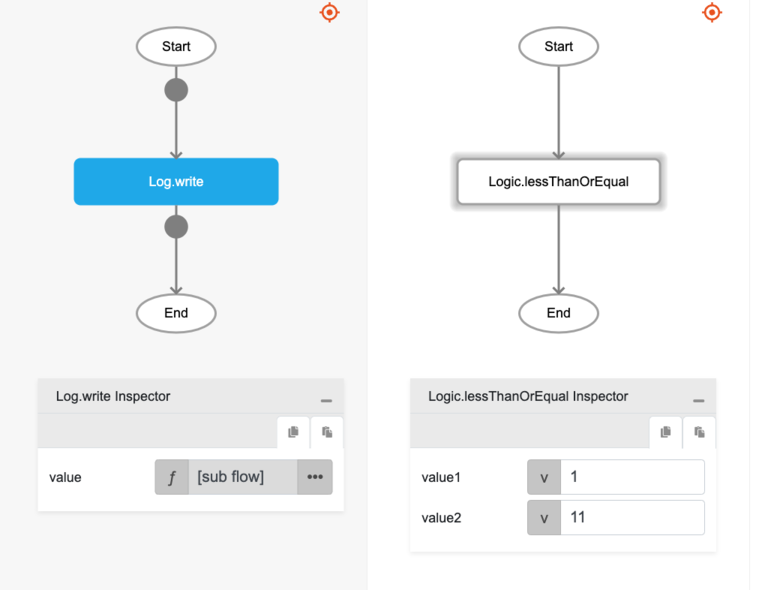 Start
Log.write
End
Log.write Inspector
value
f
[sub flow]
Start
Logic.lessThanOrEqual
End
Logic.lessThanOrEqual Inspector
value1
v
1
value2
v
11